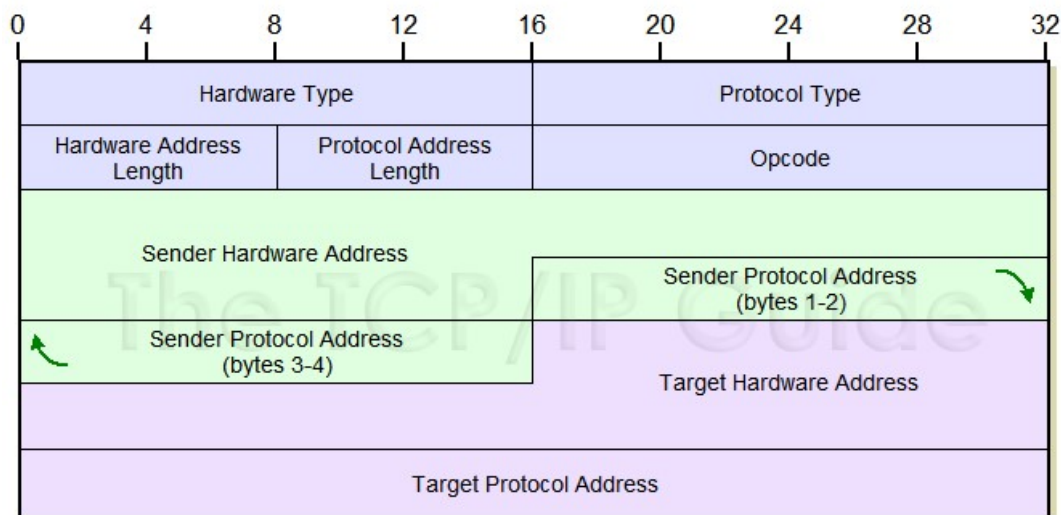 0 4 8 12 16 20 24 28 32
Hardware Type Protocol Type
Hardware Address
Length
Protocol Address
Length
Opcode
Sender Hardware Address
Sender Protocol Address
(bytes 1-2)
The TCP/IP Guide
Sender Protocol Address
(bytes 3-4)
Target Hardware Address
Target Protocol Address